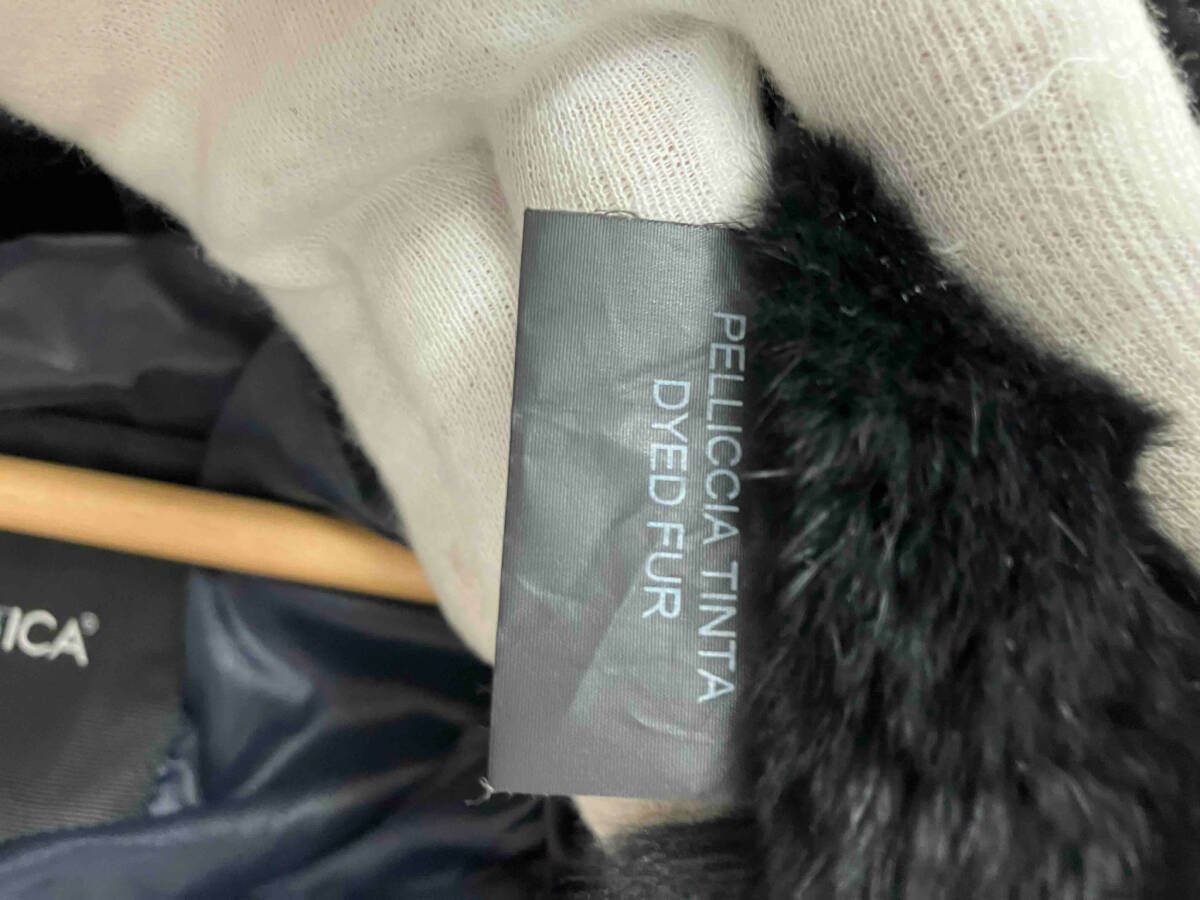 PELLICCIA TINTA
DYED FUR
ICA®